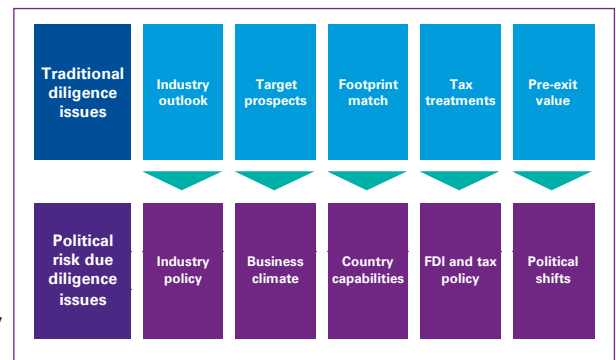 Traditional
diligence
issues
Industry
outlook
Target
prospects
Footprint
match
Tax
treatments
Pre-exit
value
Political
risk due
diligence
issues
Industry
policy
Business
climate
Country
capabilities
FDI and tax
policy
Political
shifts